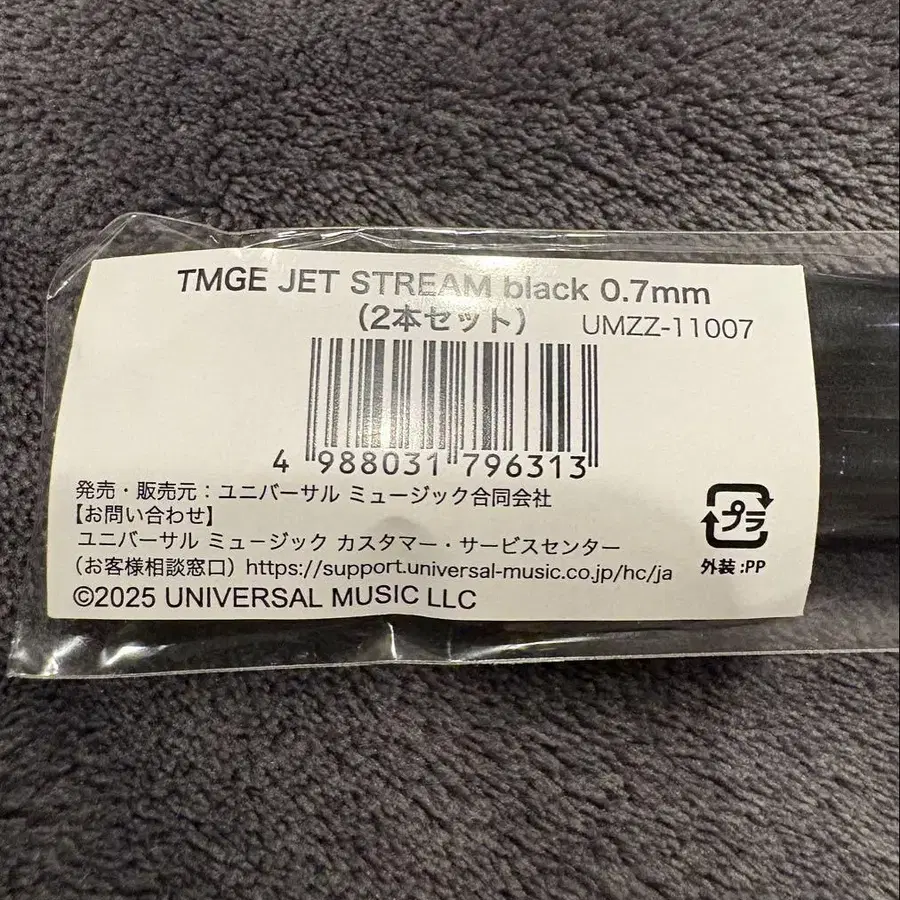 TMGE JET STREAM black 0.7mm
（2本セット） UMZZ-11007
4 988031 796313
発売・販売元：ユニバーサル ミュージック合同会社
【お問い合わせ】
ユニバーサル ミュージック カスタマー・サービスセンター
（お客様相談窓口）https://support.universal-music.co.jp/hc/ja
プラ
外装:PP
©2025 UNIVERSAL MUSIC LLC